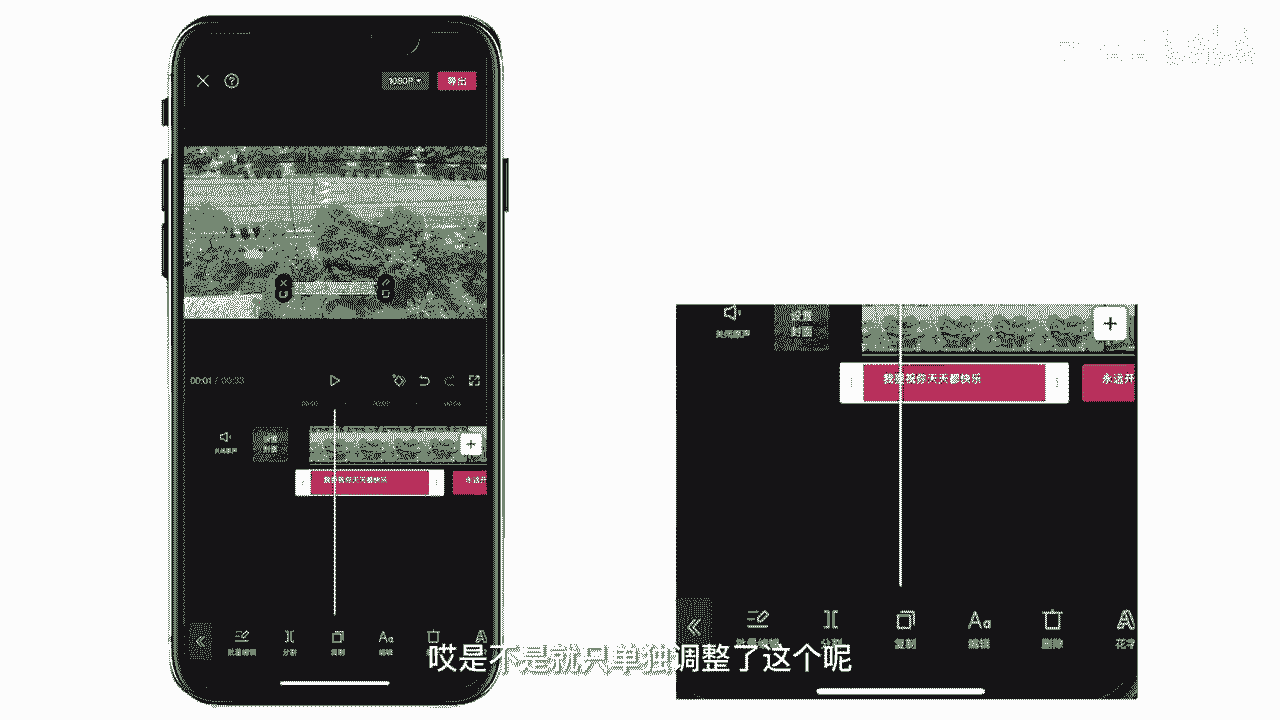 1080P 导出
00:01 / 00:33
关闭原声
设置
封面
我要祝你天天都快乐
永远开
批量编辑 分割 复制 编辑 删除
关闭原声
设置
封面
我要祝你天天都快乐
永远开
批量编辑 分割 复制 编辑 删除 花字
哎是不是就只单独调整了这个呢